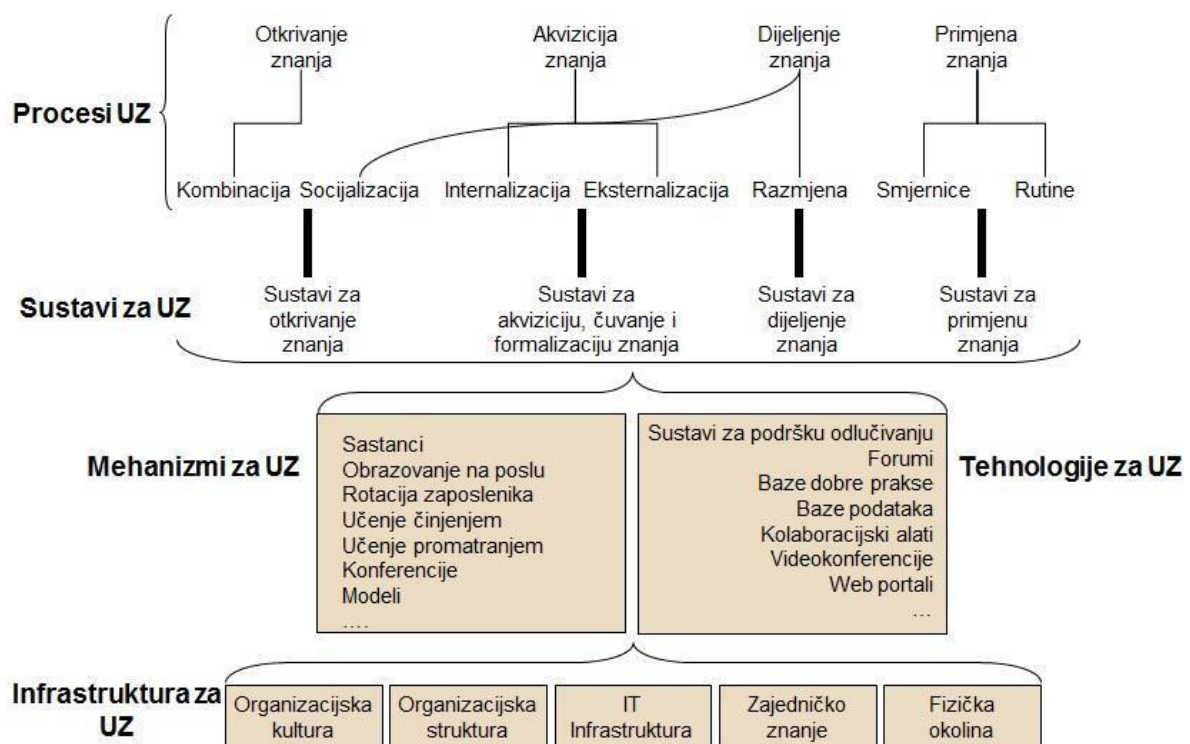 Otkrivanje
znanja
Akvizicija
znanja
Dijeljenje
znanja
Primjena
znanja
Procesi UZ
Kombinacija
Socijalizacija
Internalizacija
Eksternalizacija
Razmjena
Smjernice
Rutine
Sustavi za UZ
Sustavi za
otkrivanje
znanja
Sustavi za
akviziciju, čuvanje i
formalizaciju znanja
Sustavi za
dijeljenje
znanja
Sustavi za
primjenu
znanja
Mehanizmi za UZ
Sastanci
Obrazovanje na poslu
Rotacija zaposlenika
Učenje činjenjem
Učenje promatranjem
Konferencije
Modeli
....
Sustavi za podršku odlučivanju
Forumi
Baze dobre prakse
Baze podataka
Kolaboracijski alati
Videokonferencije
Web portali
...
Tehnologije za UZ
Infrastruktura za
UZ
Organizacijska
kultura
Organizacijska
struktura
IT
Infrastruktura
Zajedničko
znanje
Fizička
okolina